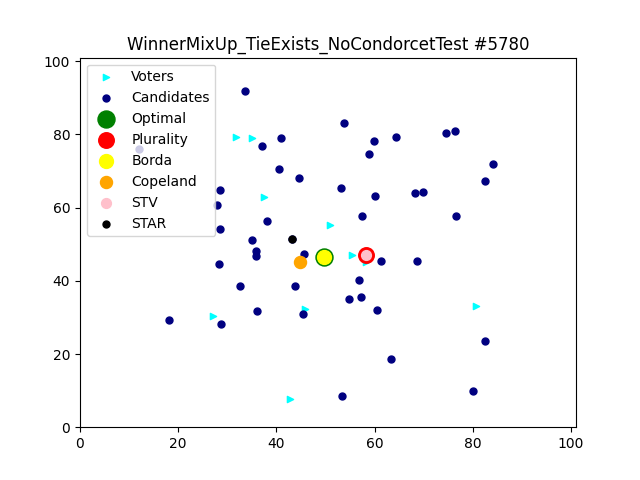 WinnerMixUp_TieExists_NoCondorcetTest #5780
100
80
60
40
20
0
Voters
Candidates
Optimal
Plurality
Borda
Copeland
STV
STAR
0 20 40 60 80 100